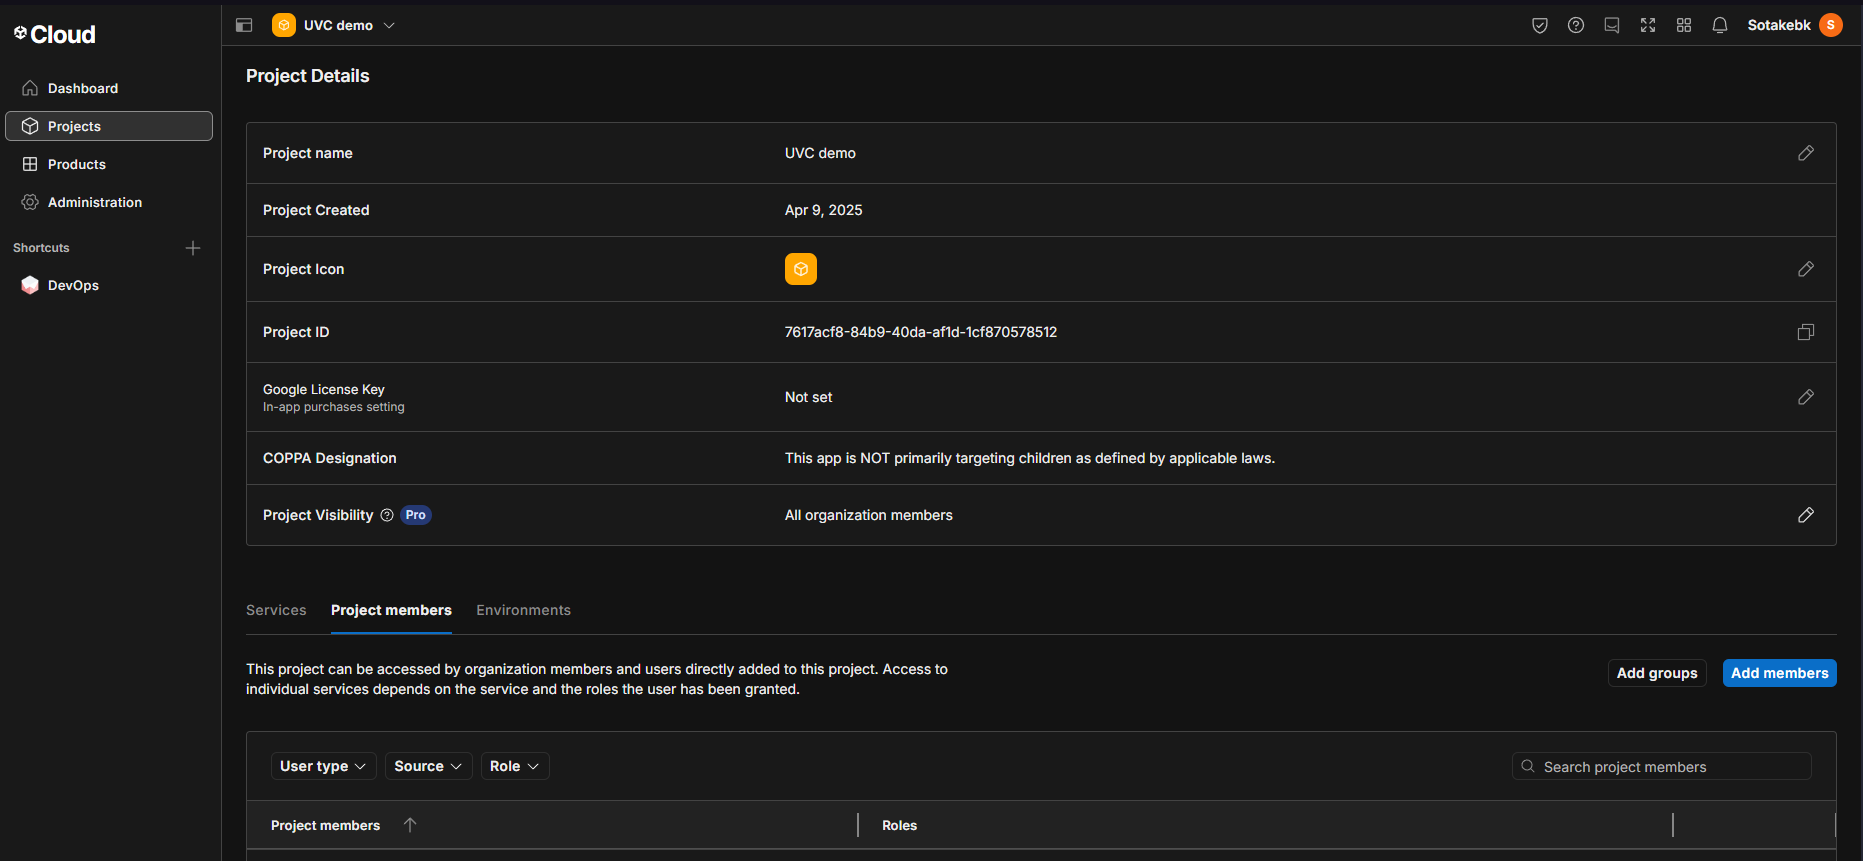 Cloud
UVC demo
Sotakebk S
Dashboard
Projects
Products
Administration
Shortcuts
DevOps
Project Details
Project name UVC demo
Project Created Apr 9, 2025
Project Icon
Project ID 7617acf8-84b9-40da-af1d-1cf870578512
Google License Key
In-app purchases setting
Not set
COPPA Designation This app is NOT primarily targeting children as defined by applicable laws.
Project Visibility Pro All organization members
Services Project members Environments
This project can be accessed by organization members and users directly added to this project. Access to
individual services depends on the service and the roles the user has been granted.
Add groups Add members
User type Source Role Search project members
Project members Roles